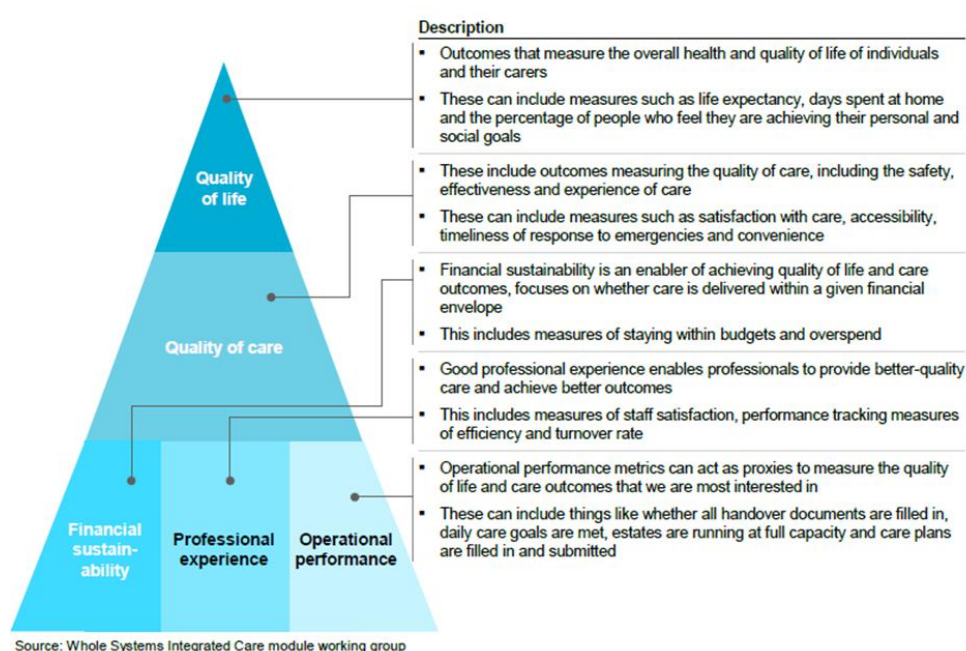 Description
▪ Outcomes that measure the overall health and quality of life of individuals
and their carers
▪ These can include measures such as life expectancy, days spent at home
and the percentage of people who feel they are achieving their personal and
social goals
▪ These include outcomes measuring the quality of care, including the safety,
effectiveness and experience of care
▪ These can include measures such as satisfaction with care, accessibility,
timeliness of response to emergencies and convenience
▪ Financial sustainability is an enabler of achieving quality of life and care
outcomes, focuses on whether care is delivered within a given financial
envelope
▪ This includes measures of staying within budgets and overspend
▪ Good professional experience enables professionals to provide better-quality
care and achieve better outcomes
▪ This includes measures of staff satisfaction, performance tracking measures
of efficiency and turnover rate
▪ Operational performance metrics can act as proxies to measure the quality
of life and care outcomes that we are most interested in
▪ These can include things like whether all handover documents are filled in,
daily care goals are met, estates are running at full capacity and care plans
are filled in and submitted
Quality
of life
Quality of care
Financial
sustain-
ability
Professional
experience
Operational
performance
Source: Whole Systems Integrated Care module working group